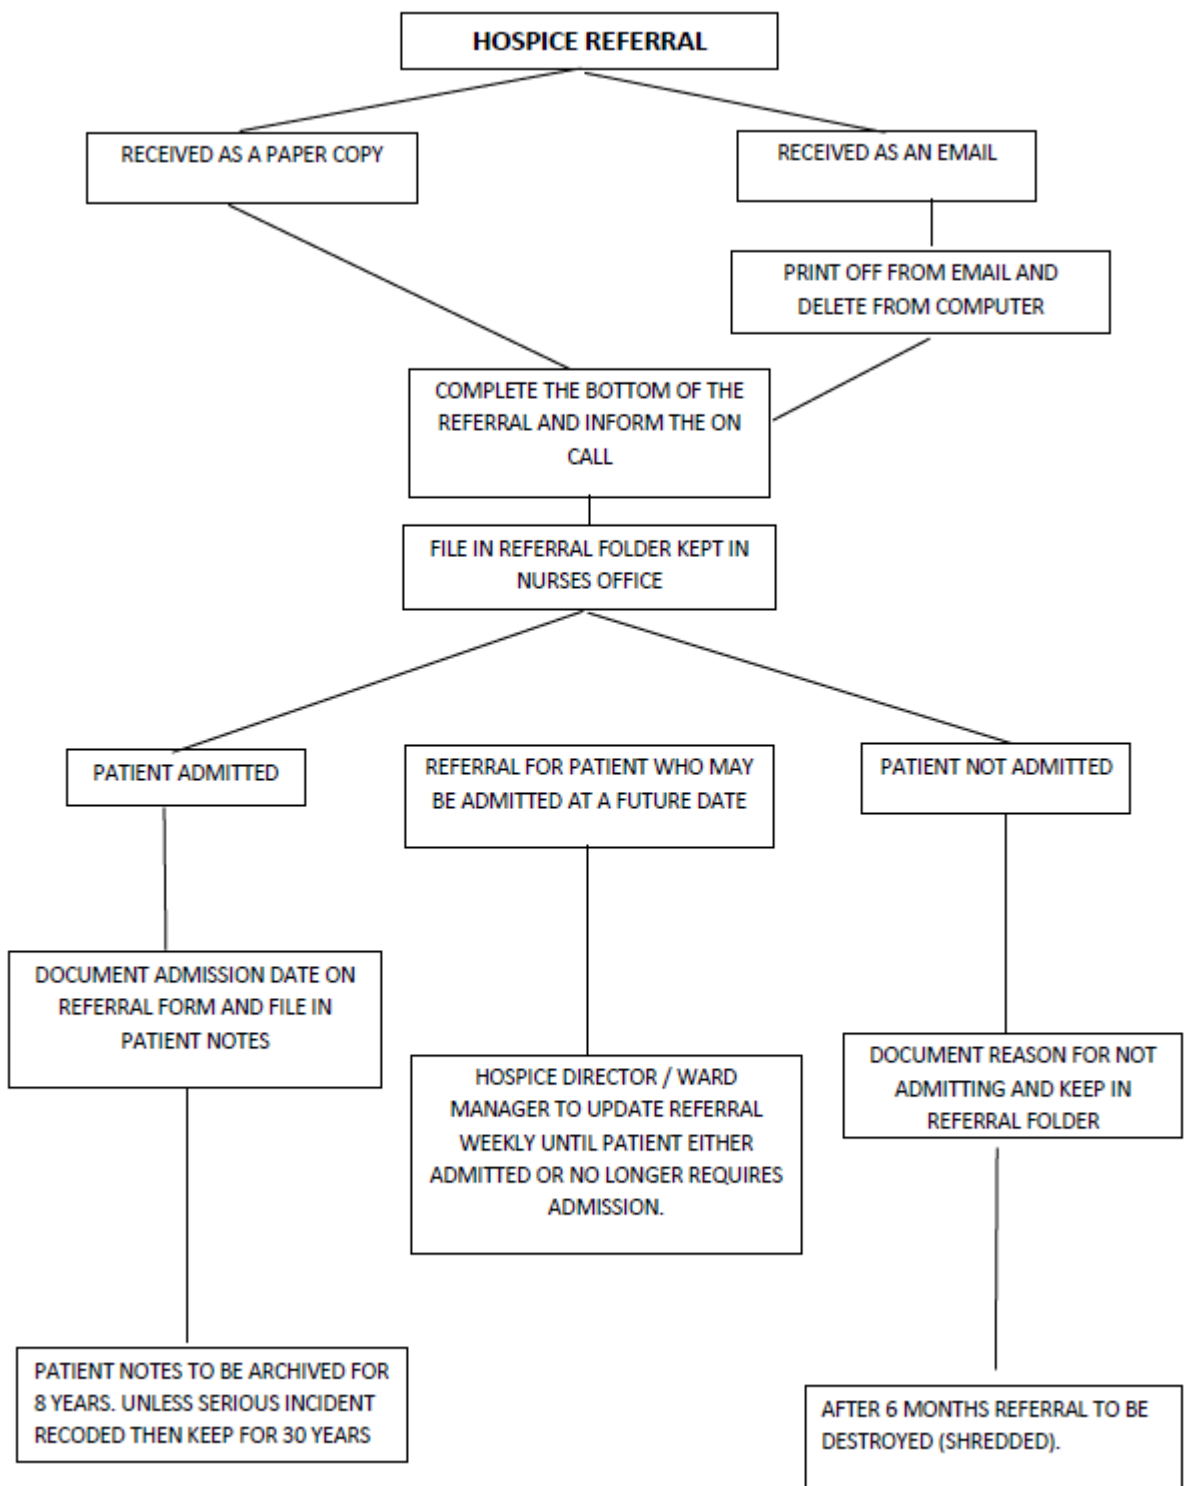 HOSPICE REFERRAL
RECEIVED AS A PAPER COPY
RECEIVED AS AN EMAIL
PRINT OFF FROM EMAIL AND
DELETE FROM COMPUTER
COMPLETE THE BOTTOM OF THE
REFERRAL AND INFORM THE ON
CALL
FILE IN REFERRAL FOLDER KEPT IN
NURSES OFFICE
PATIENT ADMITTED
REFERRAL FOR PATIENT WHO MAY
BE ADMITTED AT A FUTURE DATE
PATIENT NOT ADMITTED
DOCUMENT ADMISSION DATE ON
REFERRAL FORM AND FILE IN
PATIENT NOTES
HOSPICE DIRECTOR / WARD
MANAGER TO UPDATE REFERRAL
WEEKLY UNTIL PATIENT EITHER
ADMITTED OR NO LONGER REQUIRES
ADMISSION.
DOCUMENT REASON FOR NOT
ADMITTING AND KEEP IN
REFERRAL FOLDER
PATIENT NOTES TO BE ARCHIVED FOR
8 YEARS. UNLESS SERIOUS INCIDENT
RECODED THEN KEEP FOR 30 YEARS
AFTER 6 MONTHS REFERRAL TO BE
DESTROYED (SHREDDED).